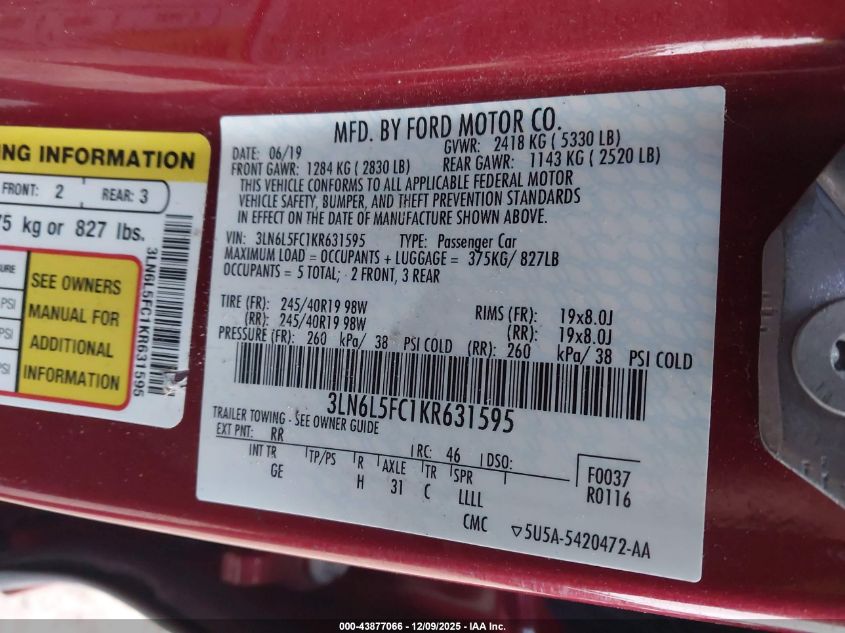 NG INFORMATION
FRONT: 2 REAR: 3
75 kg or 827 lbs.
SEE OWNERS
MANUAL FOR
ADDITIONAL
INFORMATION
PSI
PSI
PSI
3LN6L5FC1KR631595
MFD. BY FORD MOTOR CO.
DATE: 06/19 GVWR: 2418 KG ( 5330 LB)
FRONT GAWR: 1284 KG ( 2830 LB) REAR GAWR: 1143 KG ( 2520 LB)
THIS VEHICLE CONFORMS TO ALL APPLICABLE FEDERAL MOTOR
VEHICLE SAFETY, BUMPER, AND THEFT PREVENTION STANDARDS
IN EFFECT ON THE DATE OF MANUFACTURE SHOWN ABOVE.
VIN: 3LN6L5FC1KR631595 TYPE: Passenger Car
MAXIMUM LOAD = OCCUPANTS + LUGGAGE = 375KG/ 827LB
OCCUPANTS = 5 TOTAL; 2 FRONT, 3 REAR
TIRE (FR): 245/40R19 98W RIMS (FR): 19x8.0J
(RR): 245/40R19 98W (RR): 19x8.0J
PRESSURE (FR): 260 kPa/ 38 PSI COLD (RR): 260 kPa/ 38 PSI COLD
3LN6L5FC1KR631595
TRAILER TOWING - SEE OWNER GUIDE
EXT PNT: RR RC: 46 DSO:
INT TR TP/PS R AXLE TR SPR
GE H 31 C LLLL
F0037
R0116
CMC ▽5U5A-5420472-AA
000-43877066 - 12/09/2025 - IAA Inc.